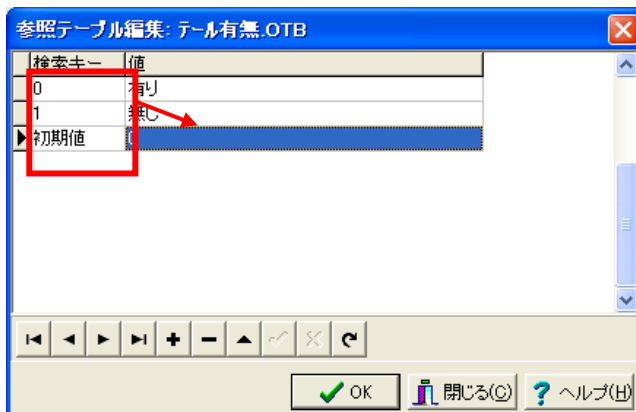 参照テーブル編集: テール有無.OTB
検索キー 値
0 有り
1 無し
初期値
OK 閉じる(C) ヘルプ(H)